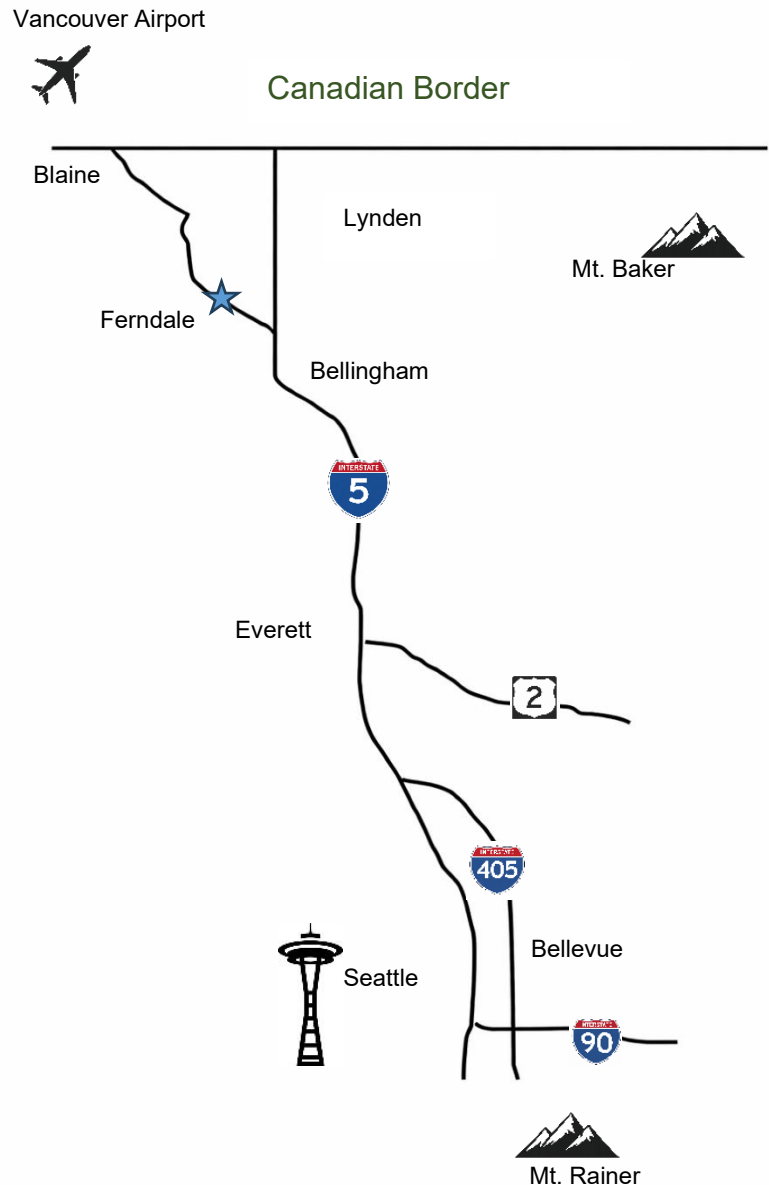 Vancouver Airport
Canadian Border
Blaine
Lynden
Mt. Baker
Ferndale
Bellingham
INTERSTATE
5
Everett
2
INTERSTATE
405
Bellevue
Seattle
INTERSTATE
90
Mt. Rainer